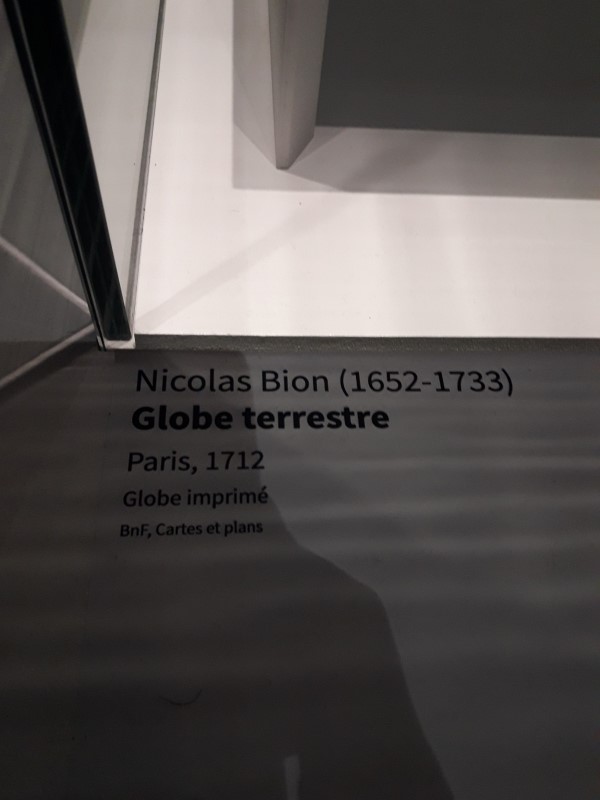 Nicolas Bion (1652-1733)
Globe terrestre
Paris, 1712
Globe imprimé
BnF, Cartes et plans